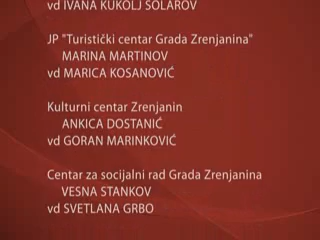 vd IVANA KUKOLJ SOLAROV
JP "Turistički centar Grada Zrenjanina"
MARINA MARTINOV
vd MARICA KOSANOVIĆ
Kulturni centar Zrenjanin
ANKICA DOSTANIĆ
vd GORAN MARINKOVIĆ
Centar za socijalni rad Grada Zrenjanina
VESNA STANKOV
vd SVETLANA GRBO